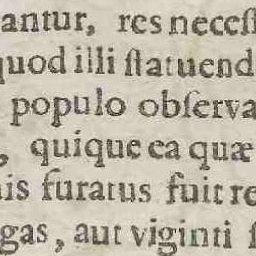 antur, res necess
quod illi statuend
populo observa
, quique ea quæ
is furatus fuit re
gas, aut viginti